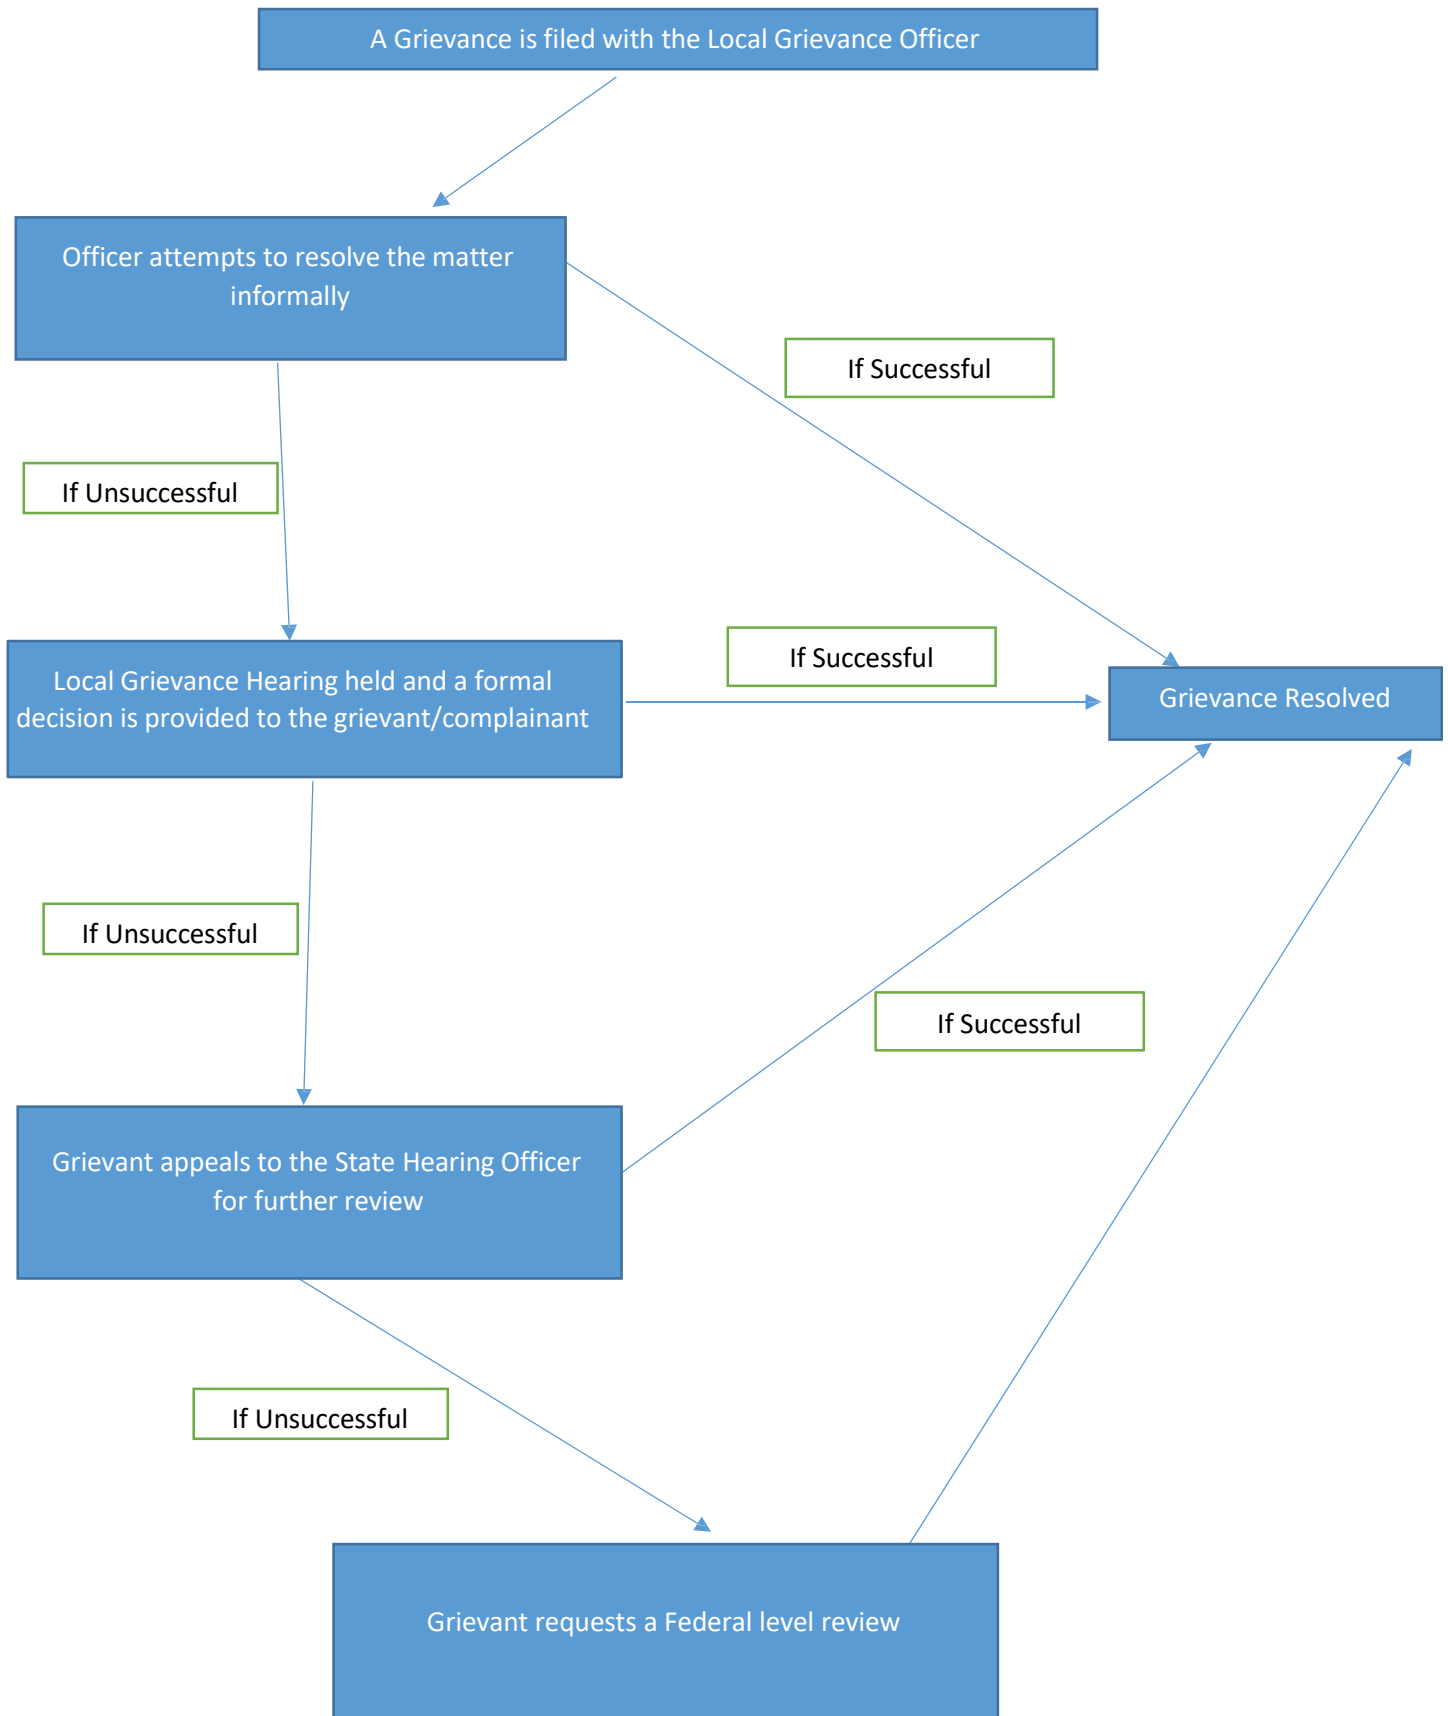 A Grievance is filed with the Local Grievance Officer
Officer attempts to resolve the matter
informally
If Successful
If Unsuccessful
Local Grievance Hearing held and a formal
decision is provided to the grievant/complainant
If Successful
Grievance Resolved
If Unsuccessful
If Successful
Grievant appeals to the State Hearing Officer
for further review
If Unsuccessful
Grievant requests a Federal level review